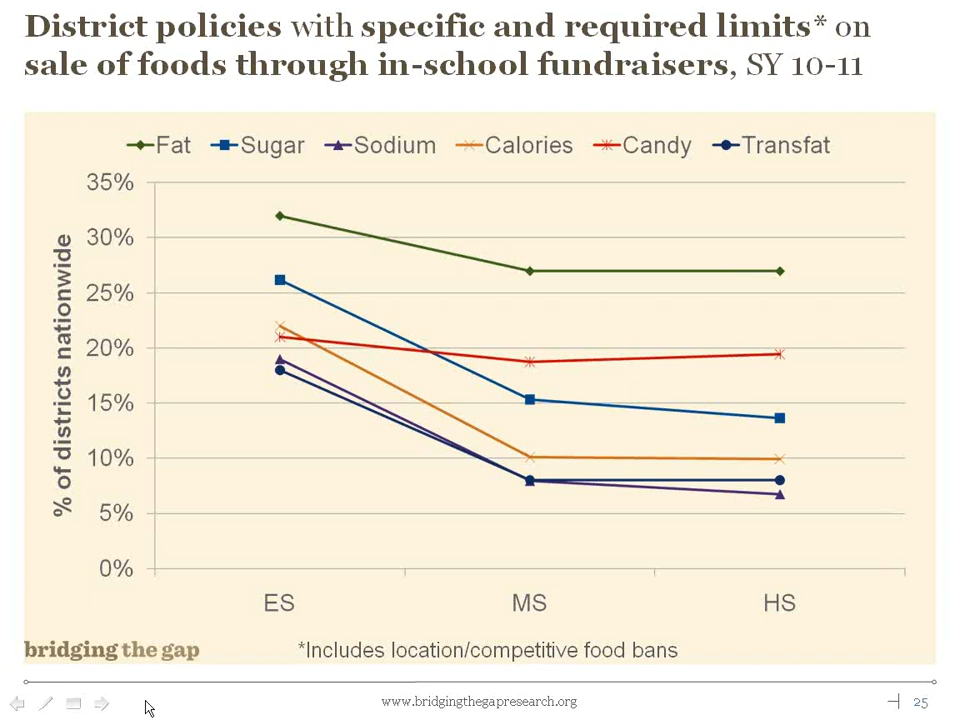 District policies with specific and required limits* on
sale of foods through in-school fundraisers, SY 10-11
Fat Sugar Sodium Calories Candy Transfat
% of districts nationwide
35%
30%
25%
20%
15%
10%
5%
0%
ES MS HS
bridging the gap
*Includes location/competitive food bans
www.bridgingthegapresearch.org
25